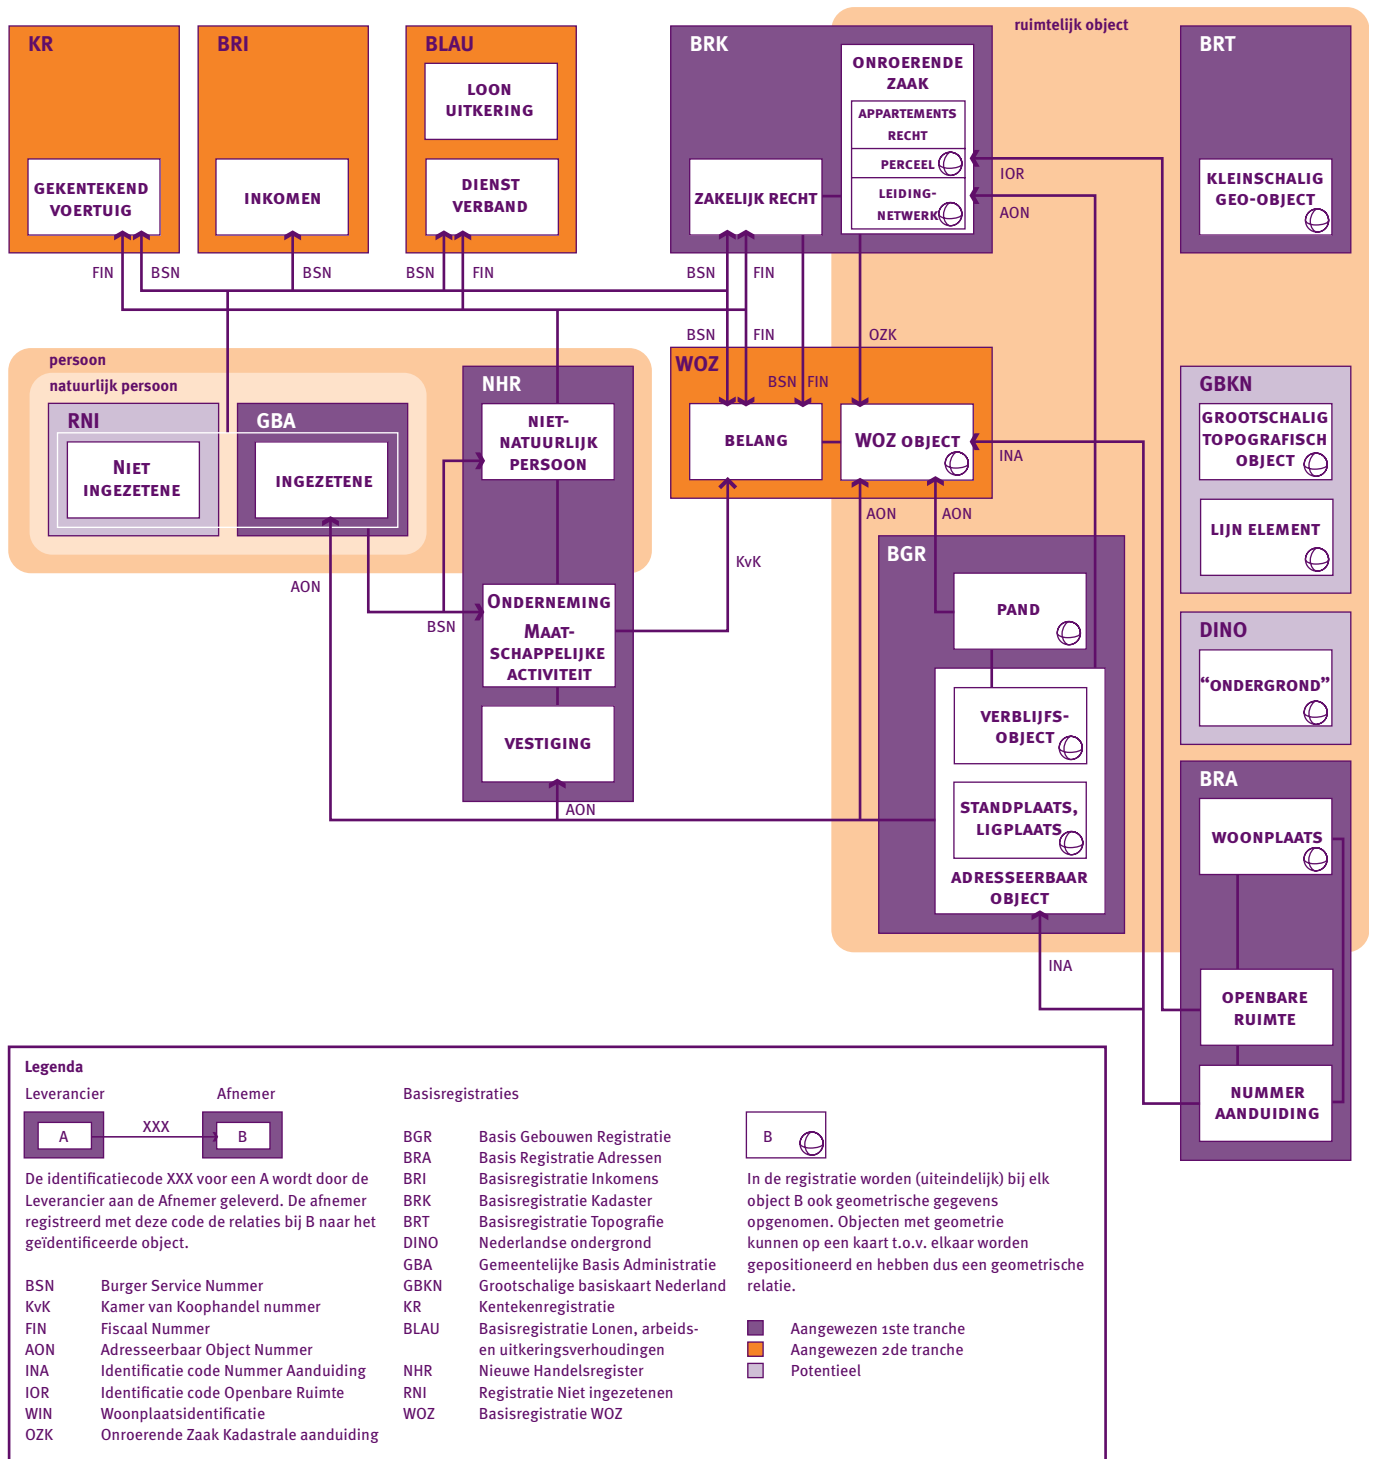 ruimtelijk object
KR
BRI
BLAU
BRK
BRT
LOON
UITKERING
ONROERENDE
ZAAK
APPARTEMENTS
RECHT
PERCEEL
LEIDING-
NETWERK
GEKENTEKEND
VOERTUIG
INKOMEN
DIENST
VERBAND
ZAKELIJK RECHT
KLEINSCHALIG
GEO-OBJECT
IOR
AON
FIN
BSN
BSN
BSN
FIN
BSN
FIN
BSN
FIN
OZK
persoon
natuurlijk persoon
RNI
GBA
NHR
WOZ
GBKN
BSN
FIN
NIET-
NATUURLIJK
PERSOON
BELANG
WOZ OBJECT
INA
GROOTSCHALIG
TOPOGRAFISCH
OBJECT
NIET
INGEZETENE
INGEZETENE
LIJN ELEMENT
AON
AON
BGR
KvK
AON
BSN
ONDERNEMING
MAAT-
SCHAPPELIJKE
ACTIVITEIT
PAND
DINO
"ONDERGROND"
VESTIGING
VERBLIJFS-
OBJECT
BRA
AON
STANDPLAATS,
LIGPLAATS
WOONPLAATS
ADRESSEERBAAR
OBJECT
INA
OPENBARE
RUIMTE
NUMMER
AANDUIDING
Legenda
Leverancier
Afnemer
A
XXX
B
De identificatiecode XXX voor een A wordt door de
Leverancier aan de Afnemer geleverd. De afnemer
registreerd met deze code de relaties bij B naar het
geïdentificeerde object.
BSN Burger Service Nummer
KvK Kamer van Koophandel nummer
FIN Fiscaal Nummer
AON Adresseerbaar Object Nummer
INA Identificatie code Nummer Aanduiding
IOR Identificatie code Openbare Ruimte
WIN Woonplaatsidentificatie
OZK Onroerende Zaak Kadastrale aanduiding
Basisregistraties
BGR Basis Gebouwen Registratie
BRA Basis Registratie Adressen
BRI Basisregistratie Inkomens
BRK Basisregistratie Kadaster
BRT Basisregistratie Topografie
DINO Nederlandse ondergrond
GBA Gemeentelijke Basis Administratie
GBKN Grootschalige basiskaart Nederland
KR Kentekenregistratie
BLAU Basisregistratie Lonen, arbeids-
en uitkeringsverhoudingen
NHR Nieuwe Handelsregister
RNI Registratie Niet ingezetenen
WOZ Basisregistratie WOZ
B
In de registratie worden (uiteindelijk) bij elk
object B ook geometrische gegevens
opgenomen. Objecten met geometrie
kunnen op een kaart t.o.v. elkaar worden
gepositioneerd en hebben dus een geometrische
relatie.
Aangewezen 1ste tranche
Aangewezen 2de tranche
Potentieel